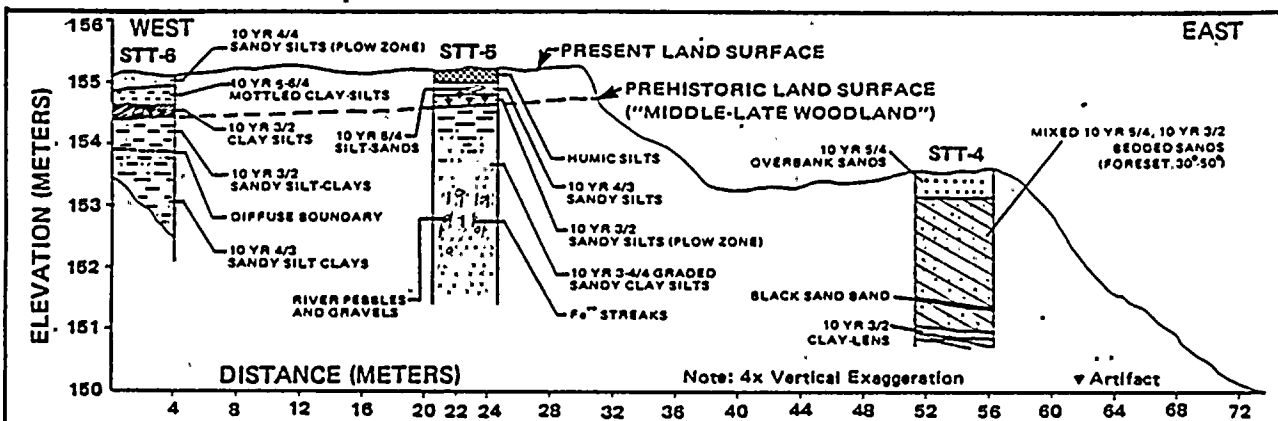 WEST
EAST
STT-6
10 YR 4/4
SANDY SILTS (PLOW ZONE)
10 YR 5-6/4
MOTTLED CLAY-SILTS
10 YR 3/2
CLAY SILTS
10 YR 3/2
SANDY SILT-CLAYS
DIFFUSE BOUNDARY
10 YR 4/3
SANDY SILT CLAYS
STT-5
10 YR 6/4
SILT-SANDS
RIVER PEBBLES
AND GRAVELS
PRESENT LAND SURFACE
PREHISTORIC LAND SURFACE
("MIDDLE-LATE WOODLAND")
HUMIC SILTS
10 YR 4/3
SANDY SILTS
10 YR 3/2
SANDY SILTS (PLOW ZONE)
10 YR 3-4/4 GRADED
SANDY CLAY SILTS
STREAKS
STT-4
10 YR 5/4
OVERBANK SANDS
MIXED 10 YR 5/4, 10 YR 3/2
BEDDED SANDS
(FORESET, 30°-50°)
BLACK SAND SAND
10 YR 3/2
CLAY-LENS
ELEVATION (METERS)
156
155
154
153
152
151
150
DISTANCE (METERS)
Note: 4x Vertical Exaggeration
▼ Artifact
4 8 12 16 20 22 24 28 32 36 40 44 48 52 56 60 64 68 72